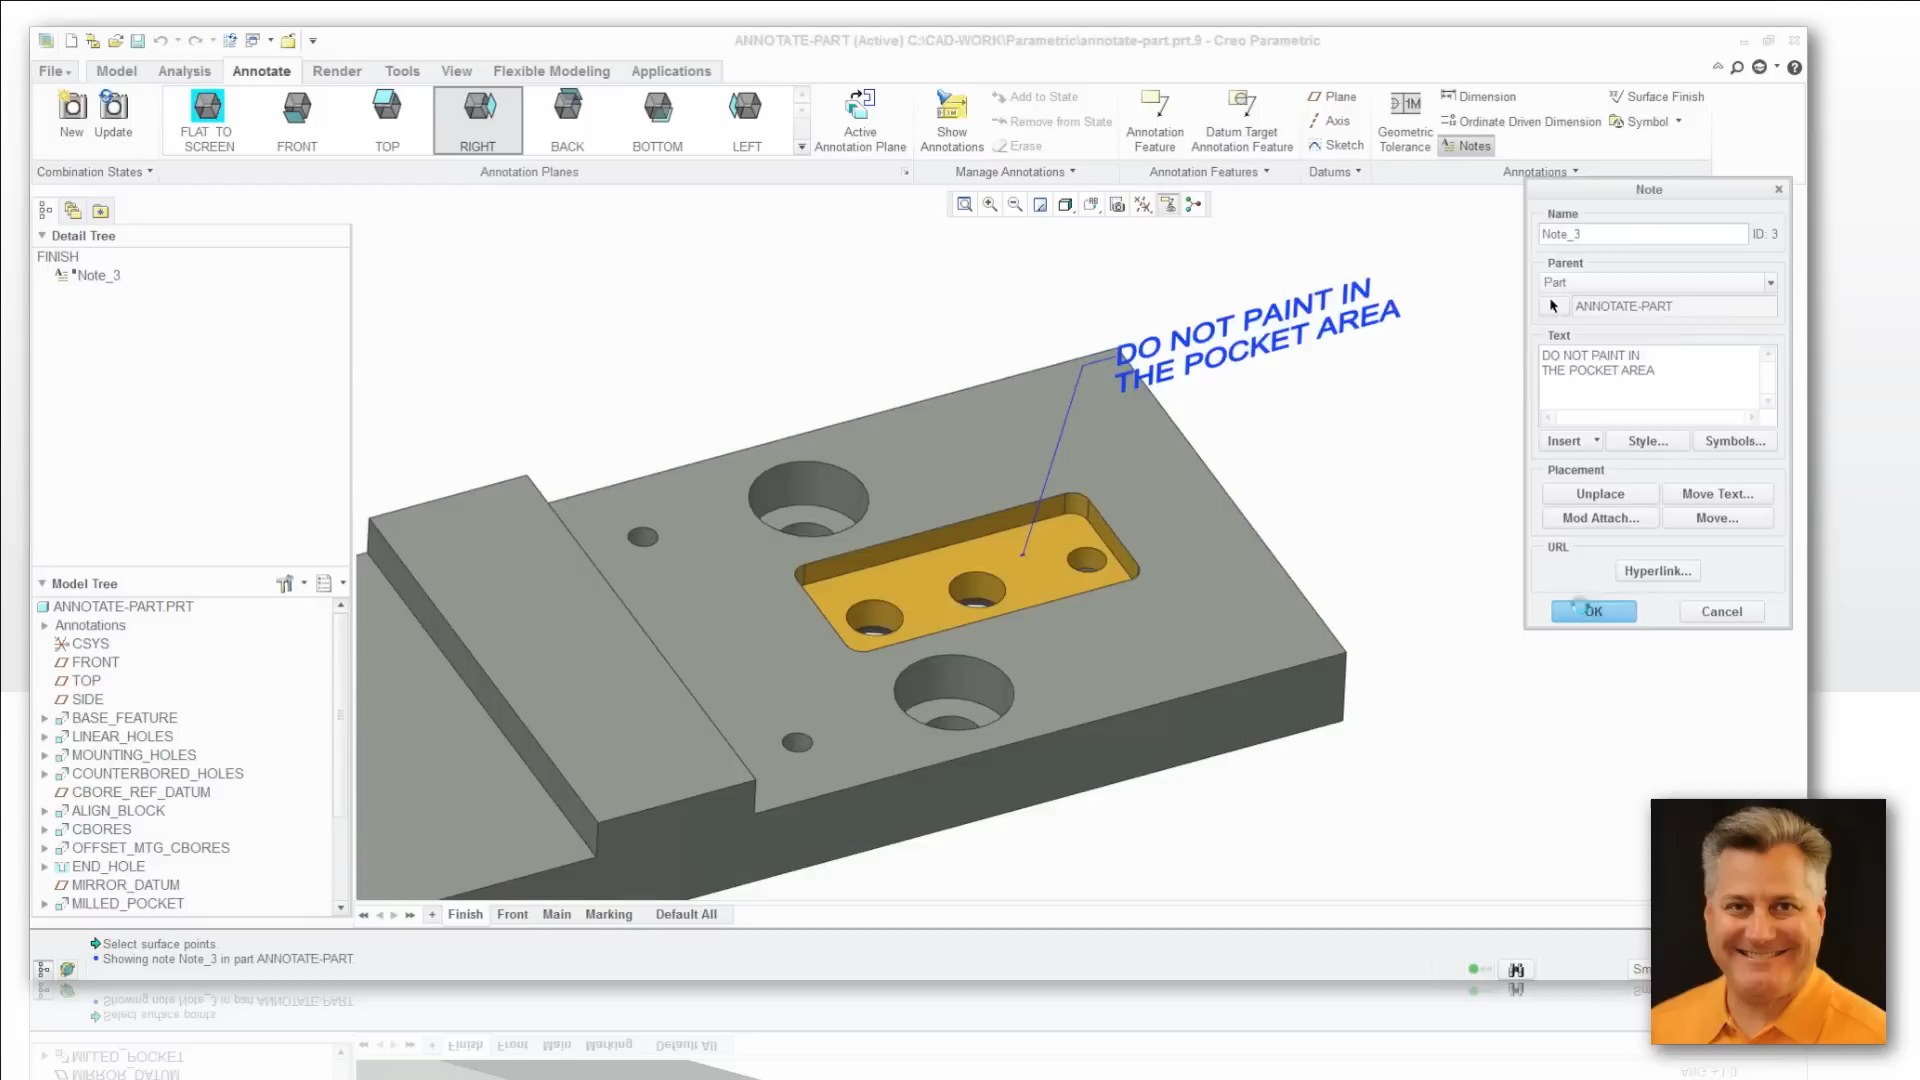 ANNOTATE-PART (Active) C:\CAD-WORK\Parametric\annotate-part.prt.9 - Creo Parametric
File Model Analysis Annotate Render Tools View Flexible Modeling Applications
New Update
FLAT TO SCREEN
FRONT
TOP
RIGHT
BACK
BOTTOM
LEFT
Active Annotation Plane
Show Annotations
Add to State
Remove from State
Erase
Annotation Feature
Datum Target Annotation Feature
Plane
Axis
Sketch
Geometric Tolerance
Dimension
Ordinate Driven Dimension
Notes
Surface Finish
Symbol
Combination States
Annotation Planes
Manage Annotations
Annotation Features
Datums
Annotations
Detail Tree
FINISH
Note_3
Model Tree
ANNOTATE-PART.PRT
Annotations
CSYS
FRONT
TOP
SIDE
BASE_FEATURE
LINEAR_HOLES
MOUNTING_HOLES
COUNTERBORED_HOLES
CBORE_REF_DATUM
ALIGN_BLOCK
CBORES
OFFSET_MTG_CBORES
END_HOLE
MIRROR_DATUM
MILLED_POCKET
DO NOT PAINT IN
THE POCKET AREA
Note
Name
Note_3 ID: 3
Parent
Part
ANNOTATE-PART
Text
DO NOT PAINT IN
THE POCKET AREA
Insert Style... Symbols...
Placement
Unplace Move Text...
Mod Attach... Move...
URL
Hyperlink...
OK Cancel
Finish Front Main Marking Default All
Select surface points.
Showing note Note_3 in part ANNOTATE-PART
Sm